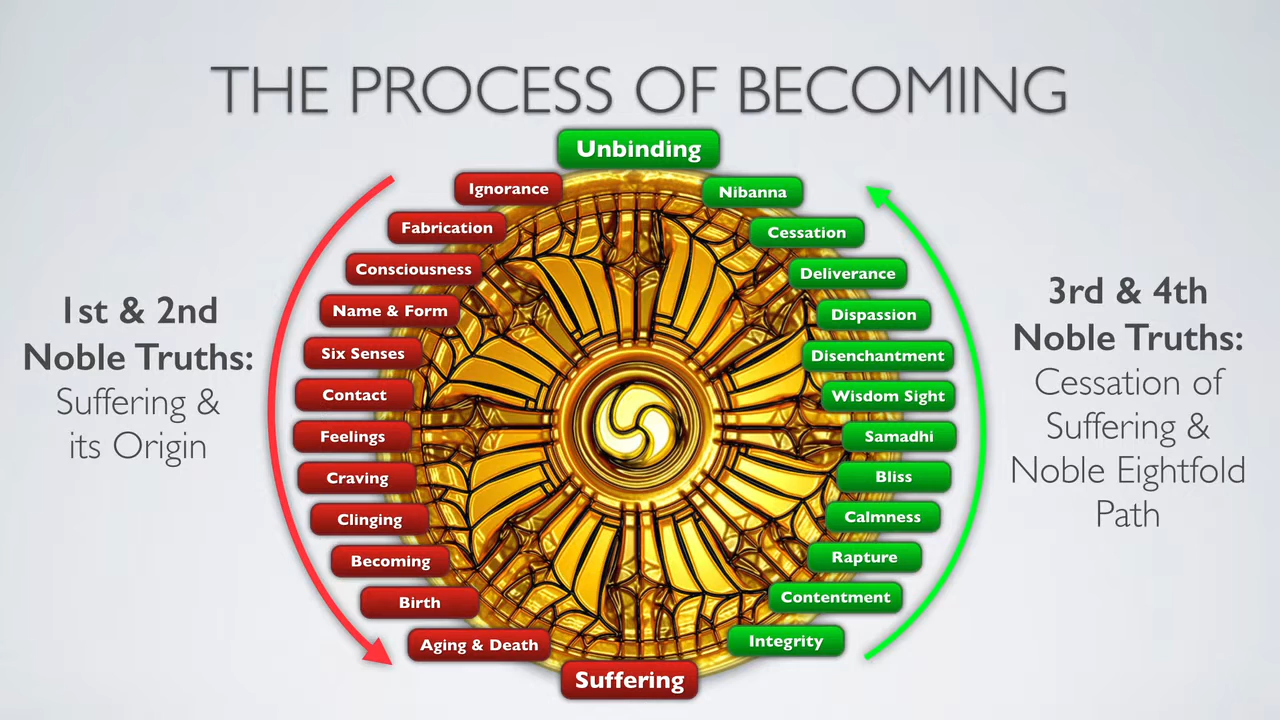 THE PROCESS OF BECOMING
Unbinding
Ignorance
Fabrication
Consciousness
Name & Form
Six Senses
Contact
Feelings
Craving
Clinging
Becoming
Birth
Aging & Death
Suffering
Nibanna
Cessation
Deliverance
Dispassion
Disenchantment
Wisdom Sight
Samadhi
Bliss
Calmness
Rapture
Contentment
Integrity
1st & 2nd
Noble Truths:
Suffering &
its Origin
3rd & 4th
Noble Truths:
Cessation of
Suffering &
Noble Eightfold
Path